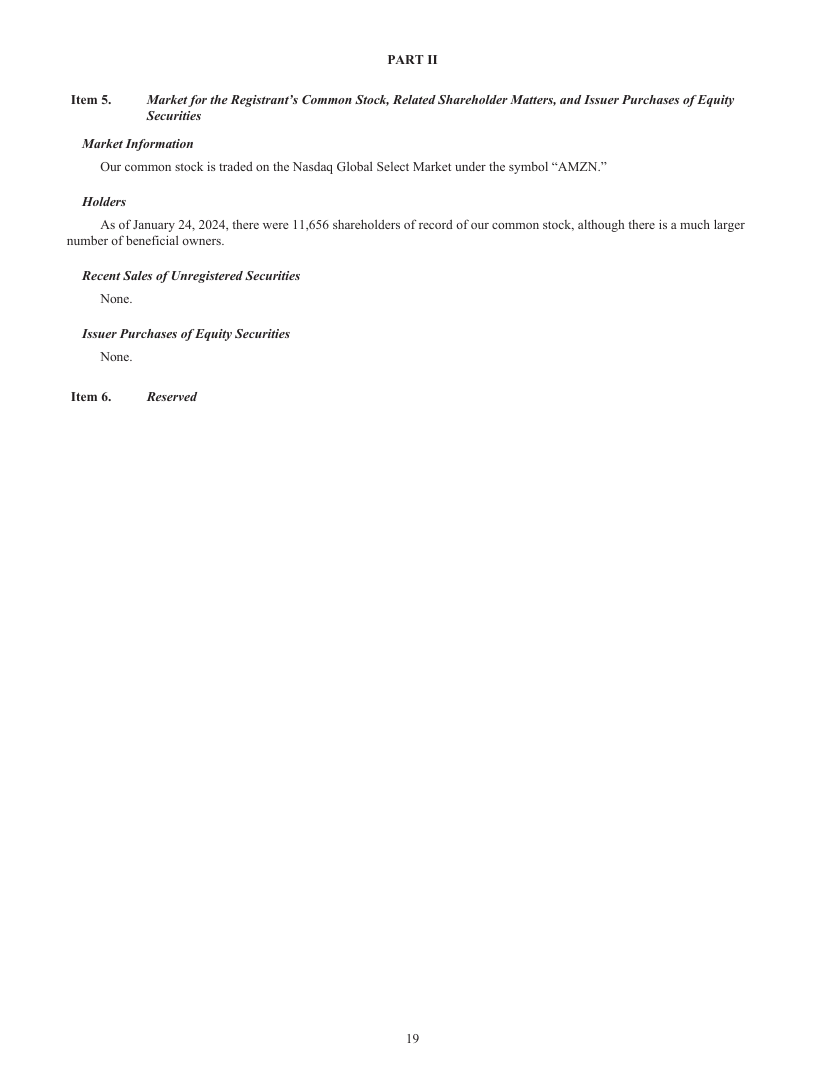 PART II
Item 5. Market for the Registrant’s Common Stock, Related Shareholder Matters, and Issuer Purchases of Equity
Securities
Market Information
Our common stock is traded on the Nasdaq Global Select Market under the symbol “AMZN.”
Holders
As of January 24, 2024, there were 11,656 shareholders of record of our common stock, although there is a much larger
number of beneficial owners.
Recent Sales of Unregistered Securities
None.
Issuer Purchases of Equity Securities
None.
Item 6. Reserved
19